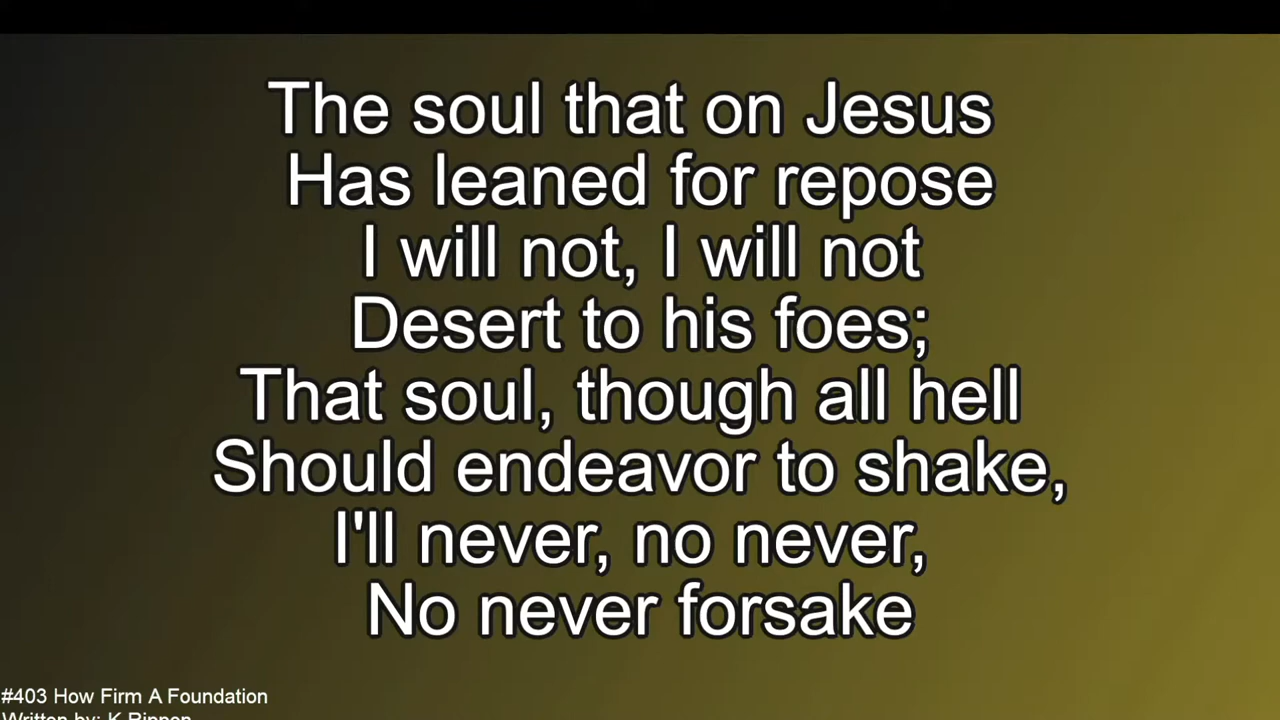 The soul that on Jesus
Has leaned for repose
I will not, I will not
Desert to his foes;
That soul, though all hell
Should endeavor to shake,
I'll never, no never,
No never forsake
#403 How Firm A Foundation
Written by: K Rippon